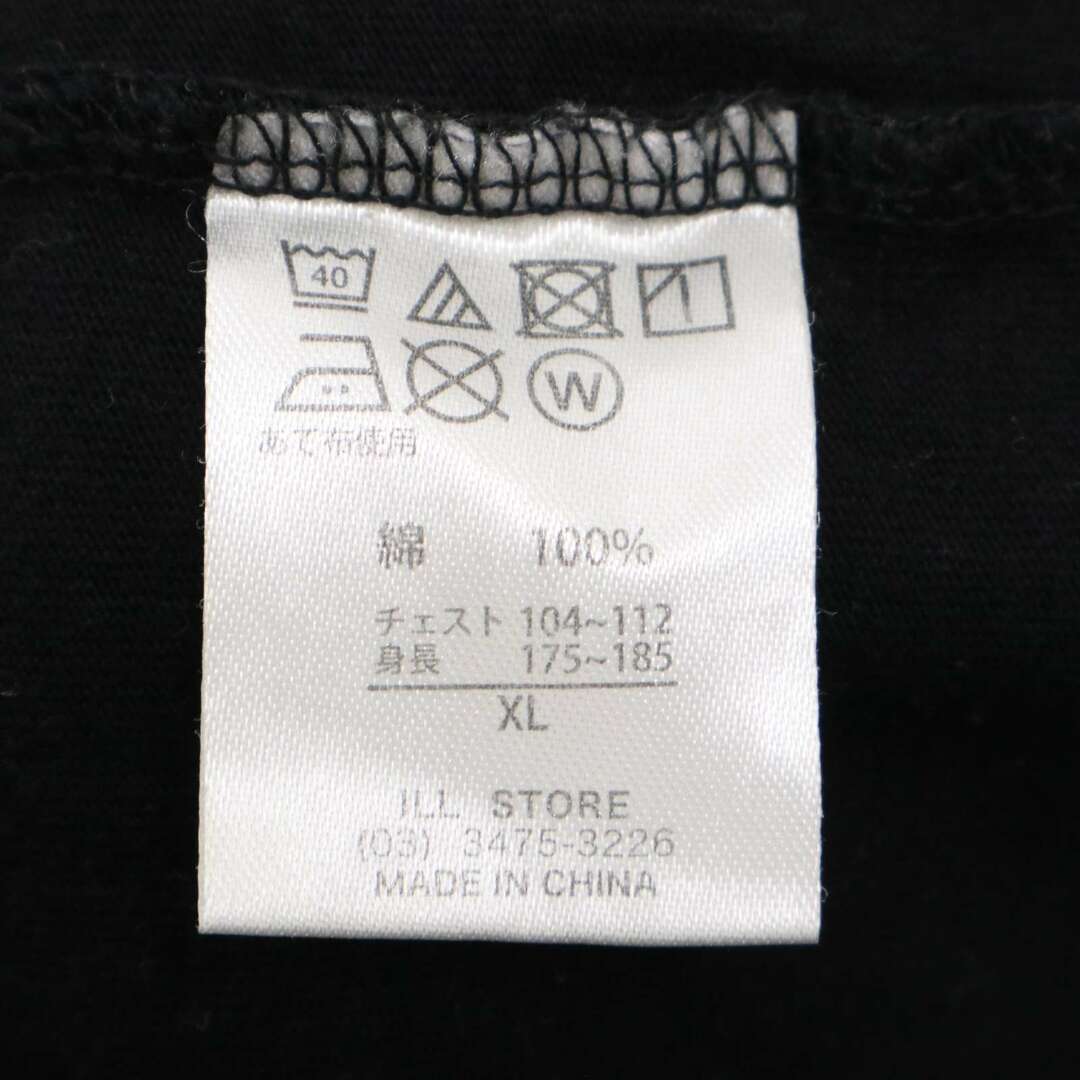 40
W
あて布使用
綿 100%
チェスト 104~112
身長 175~185
XL
ILL STORE
(03) 3475-3226
MADE IN CHINA